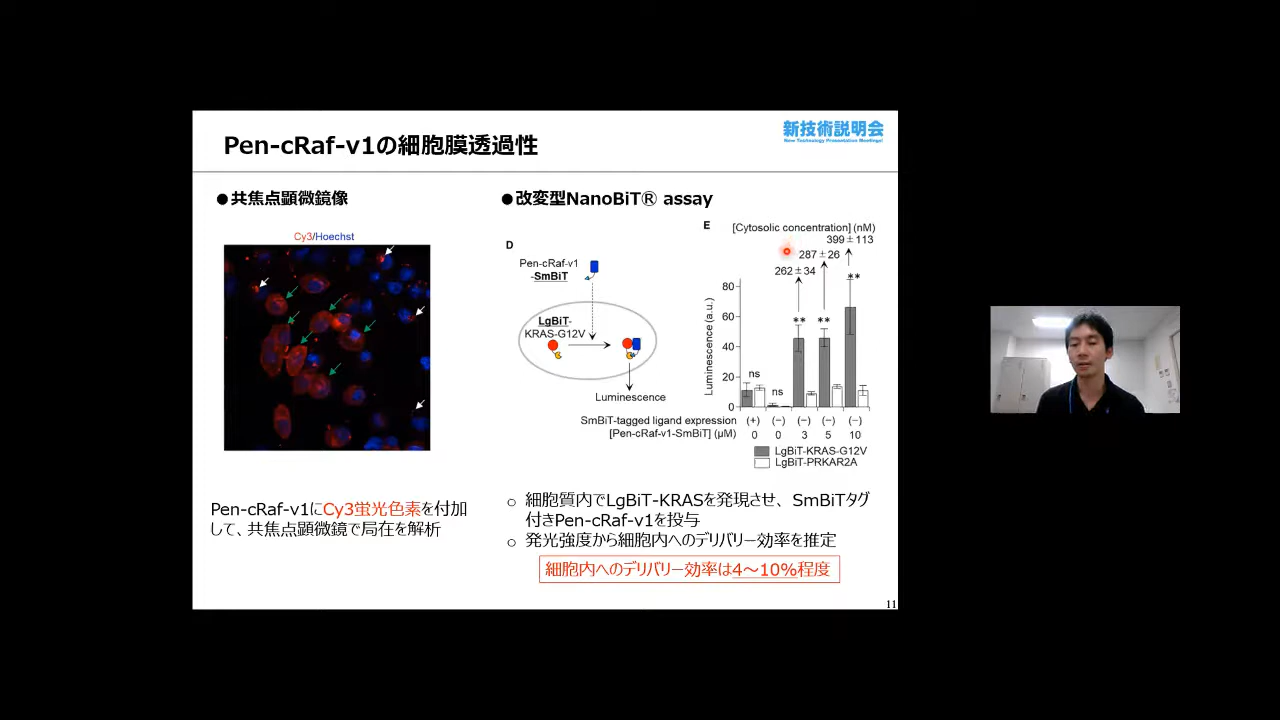 Pen-cRaf-v1の細胞膜透過性
新技術説明会
New Technology Presentation Meetings!
●共焦点顕微鏡像
Cy3/Hoechst
Pen-cRaf-v1にCy3蛍光色素を付加
して、共焦点顕微鏡で局在を解析
●改変型NanoBiT® assay
D
Pen-cRaf-v1
-SmBiT
LgBiT-
KRAS-G12V
Luminescence
E
[Cytosolic concentration] (nM)
399±113
287±26
262±34
Luminescence (a.u.)
80
60
40
20
0
ns
ns
**
**
**
SmBiT-tagged ligand expression (+) (−) (−) (−) (−)
[Pen-cRaf-v1-SmBiT] (μM) 0 0 3 5 10
LgBiT-KRAS-G12V
LgBiT-PRKAR2A
○ 細胞質内でLgBiT-KRASを発現させ、SmBiTタグ
付きPen-cRaf-v1を投与
○ 発光強度から細胞内へのデリバリー効率を推定
細胞内へのデリバリー効率は4～10%程度
11